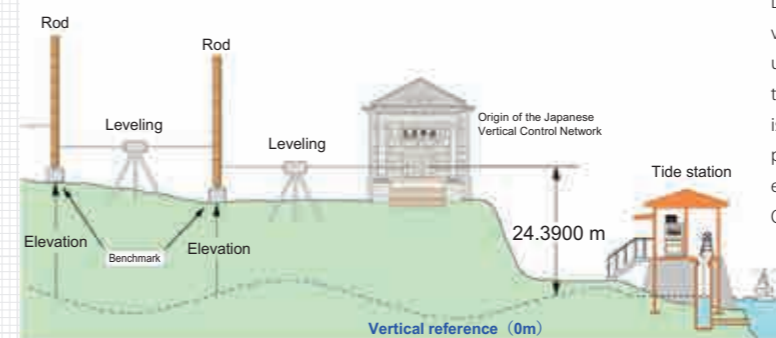 Rod
Rod
Leveling
Leveling
Origin of the Japanese
Vertical Control Network
Tide station
24.3900 m
Elevation
Benchmark
Elevation
Vertical reference（0m）